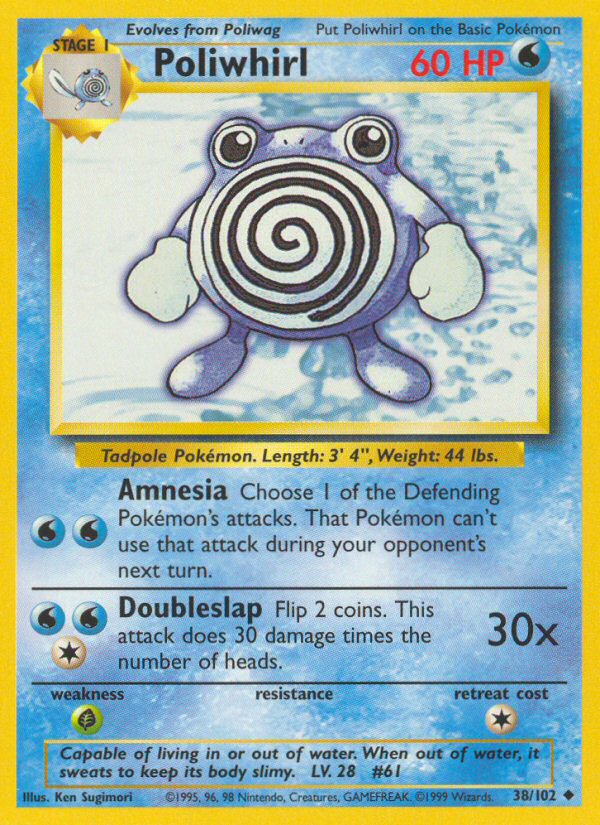 Evolves from Poliwag Put Poliwhirl on the Basic Pokémon
STAGE 1
Poliwhirl 60 HP
Tadpole Pokémon. Length: 3' 4", Weight: 44 lbs.
Amnesia Choose 1 of the Defending
Pokémon's attacks. That Pokémon can't
use that attack during your opponent's
next turn.
Doubleslap Flip 2 coins. This
attack does 30 damage times the
number of heads.
30x
weakness resistance retreat cost
Capable of living in or out of water. When out of water, it
sweats to keep its body slimy. LV. 28 #61
Illus. Ken Sugimori ©1995, 96, 98 Nintendo, Creatures, GAMEFREAK. ©1999 Wizards. 38/102